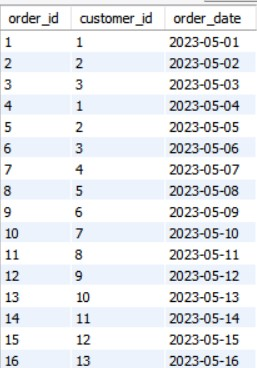 order_id customer_id order_date
1 1 2023-05-01
2 2 2023-05-02
3 3 2023-05-03
4 1 2023-05-04
5 2 2023-05-05
6 3 2023-05-06
7 4 2023-05-07
8 5 2023-05-08
9 6 2023-05-09
10 7 2023-05-10
11 8 2023-05-11
12 9 2023-05-12
13 10 2023-05-13
14 11 2023-05-14
15 12 2023-05-15
16 13 2023-05-16